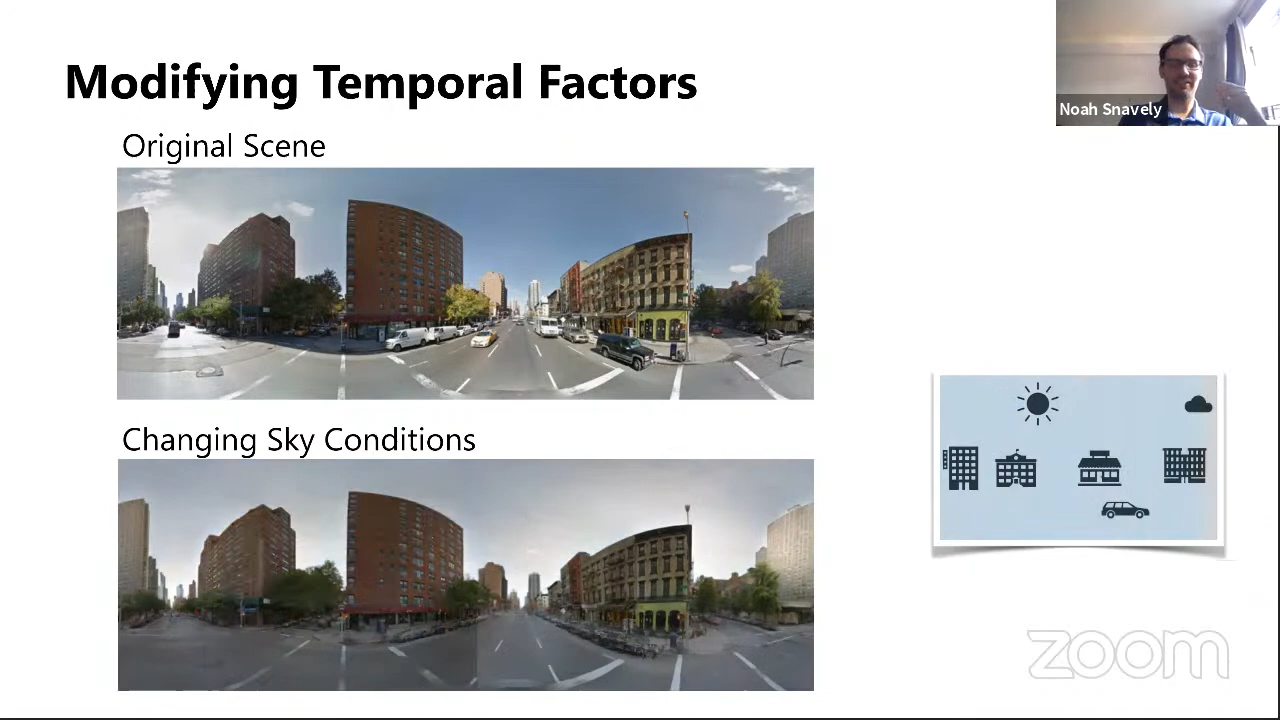 Modifying Temporal Factors
Noah Snavely
Original Scene
Changing Sky Conditions
zoom